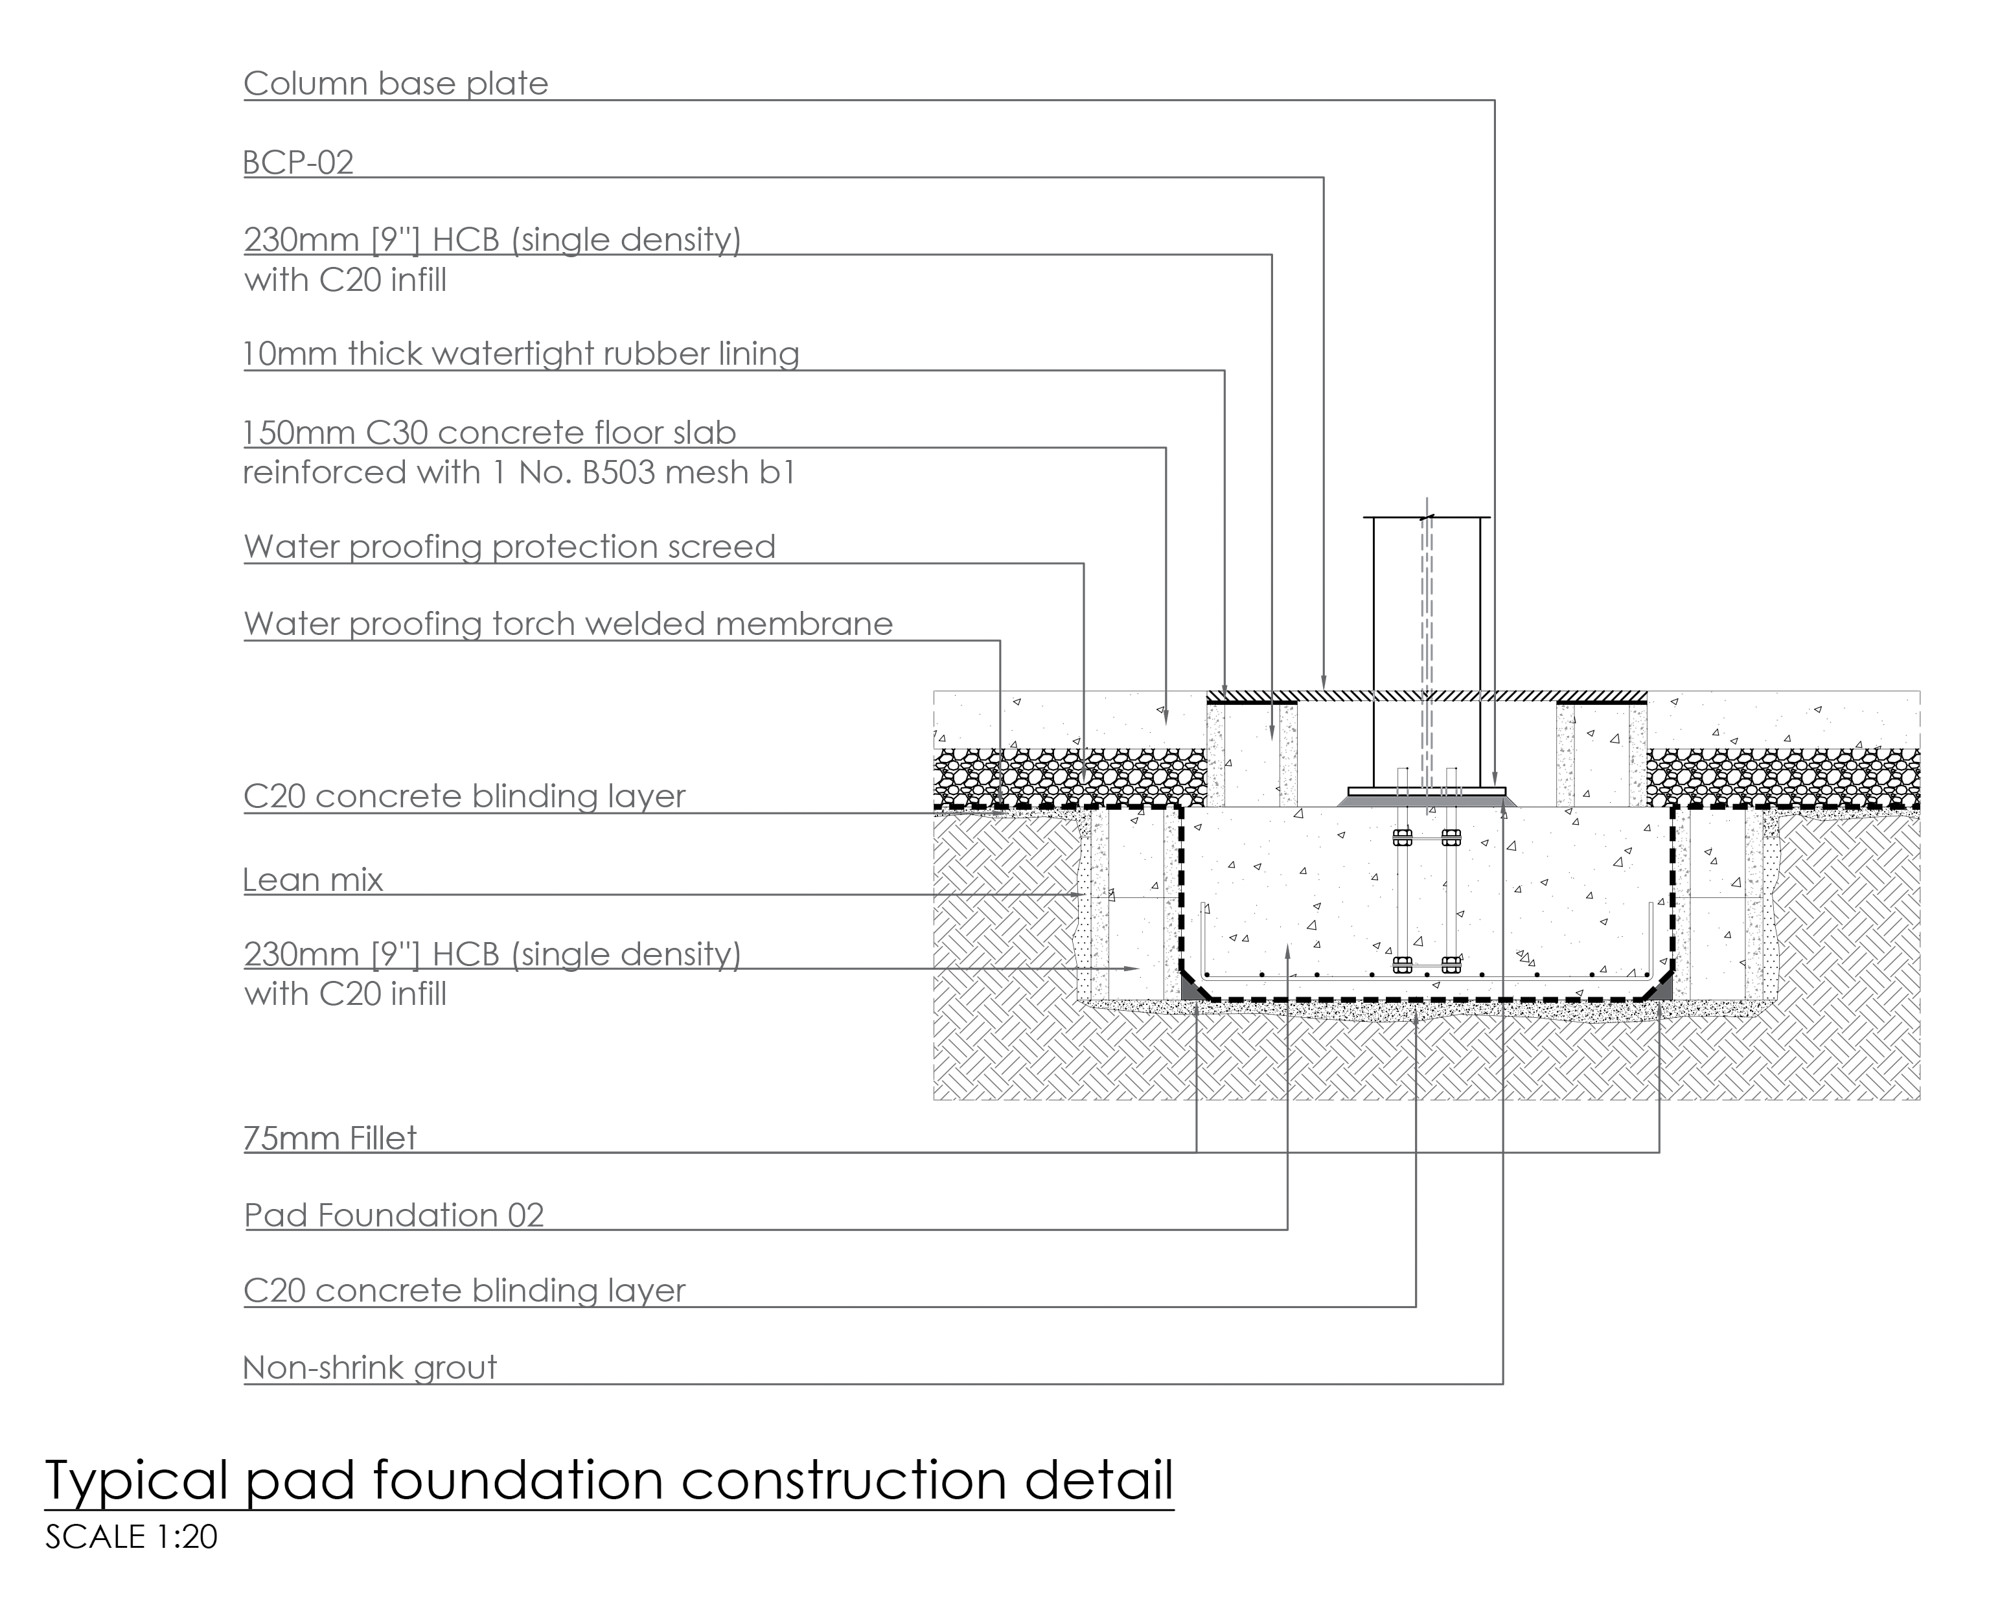 Column base plate
BCP-02
230mm [9"] HCB (single density)
with C20 infill
10mm thick watertight rubber lining
150mm C30 concrete floor slab
reinforced with 1 No. B503 mesh b1
Water proofing protection screed
Water proofing torch welded membrane
C20 concrete blinding layer
Lean mix
230mm [9"] HCB (single density)
with C20 infill
75mm Fillet
Pad Foundation 02
C20 concrete blinding layer
Non-shrink grout
Typical pad foundation construction detail
SCALE 1:20